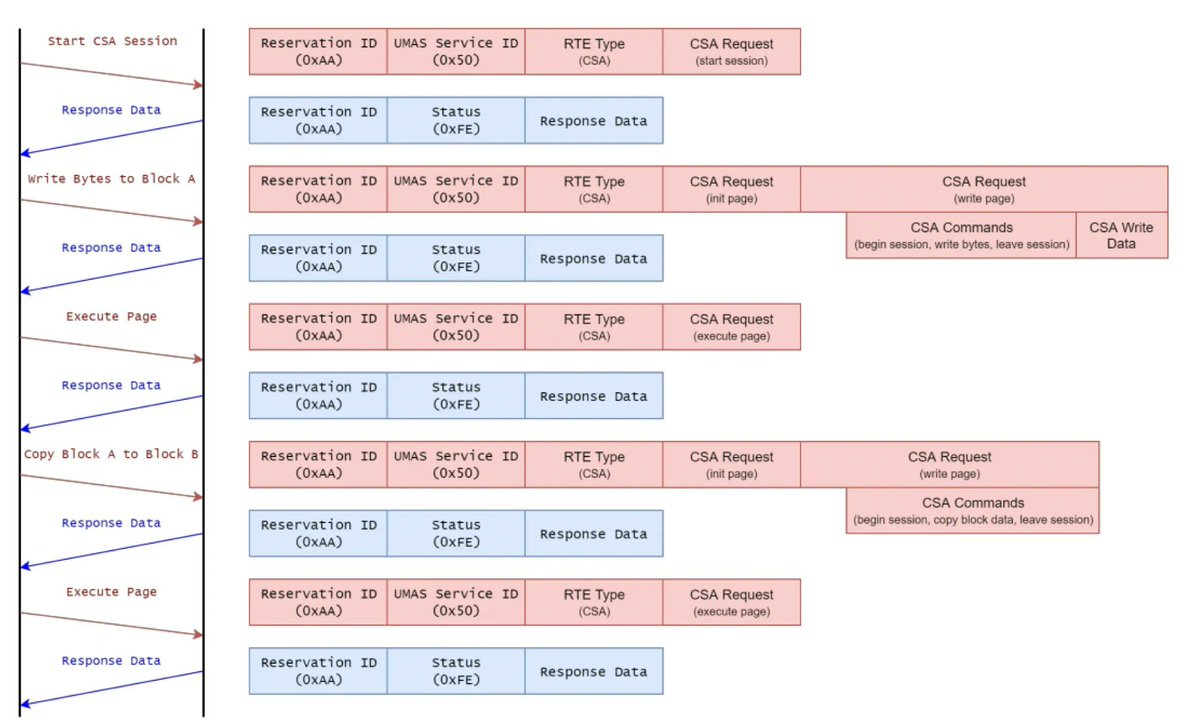 Start CSA Session
Reservation ID UMAS Service ID RTE Type CSA Request
(0xAA) (0x50) (CSA) (start session)
Response Data
Reservation ID Status Response Data
(0xAA) (0xFE)
Write Bytes to Block A
Reservation ID UMAS Service ID RTE Type CSA Request CSA Request
(0xAA) (0x50) (CSA) (init page) (write page)
CSA Commands CSA Write
(begin session, write bytes, leave session) Data
Response Data
Reservation ID Status Response Data
(0xAA) (0xFE)
Execute Page
Reservation ID UMAS Service ID RTE Type CSA Request
(0xAA) (0x50) (CSA) (execute page)
Response Data
Reservation ID Status Response Data
(0xAA) (0xFE)
Copy Block A to Block B
Reservation ID UMAS Service ID RTE Type CSA Request CSA Request
(0xAA) (0x50) (CSA) (init page) (write page)
CSA Commands
(begin session, copy block data, leave session)
Response Data
Reservation ID Status Response Data
(0xAA) (0xFE)
Execute Page
Reservation ID UMAS Service ID RTE Type CSA Request
(0xAA) (0x50) (CSA) (execute page)
Response Data
Reservation ID Status Response Data
(0xAA) (0xFE)